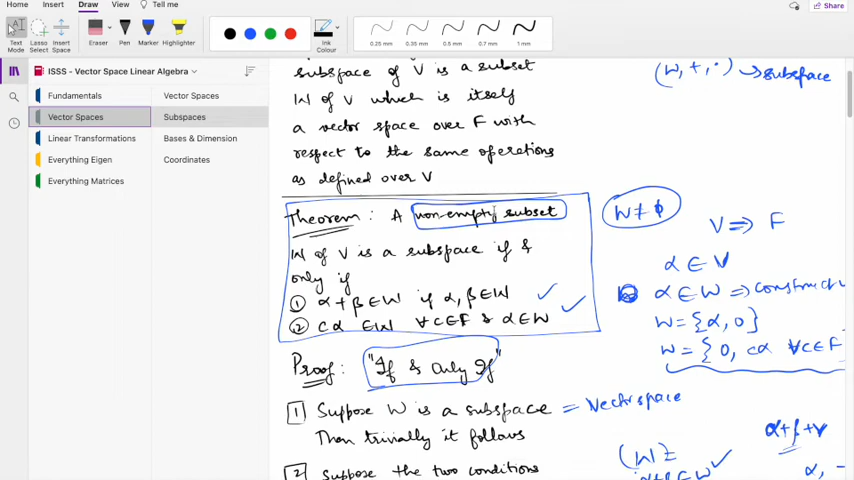 Home Insert Draw View Tell me
Share
Text Mode
Lasso Select
Insert Space
Eraser
Pen
Marker
Highlighter
Ink Colour
0.25 mm
0.35 mm
0.5 mm
0.7 mm
1 mm
ISSS - Vector Space Linear Algebra
Fundamentals
Vector Spaces
Linear Transformations
Everything Eigen
Everything Matrices
Vector Spaces
Subspaces
Bases & Dimension
Coordinates
subspace of V is a subset
W of V which is itself
a vector space over F with
respect to the same operations
as defined over V
(W, +, ·) → subspace
Theorem : A non-empty subset
W of V is a subspace if &
only if
① α + β ∈ W if α, β ∈ W ✓
② cα ∈ W ∀ c ∈ F & α ∈ W ✓
W ≠ ϕ
V ⇒ F
α ∈ V
α ∈ W ⇒
W = {α, 0}
W = {0, cα ∀ c ∈ F
Proof : "If & Only If"
1 Suppose W is a subspace = Vector space
Then trivially it follows
2 Suppose the two conditions
α + β + γ